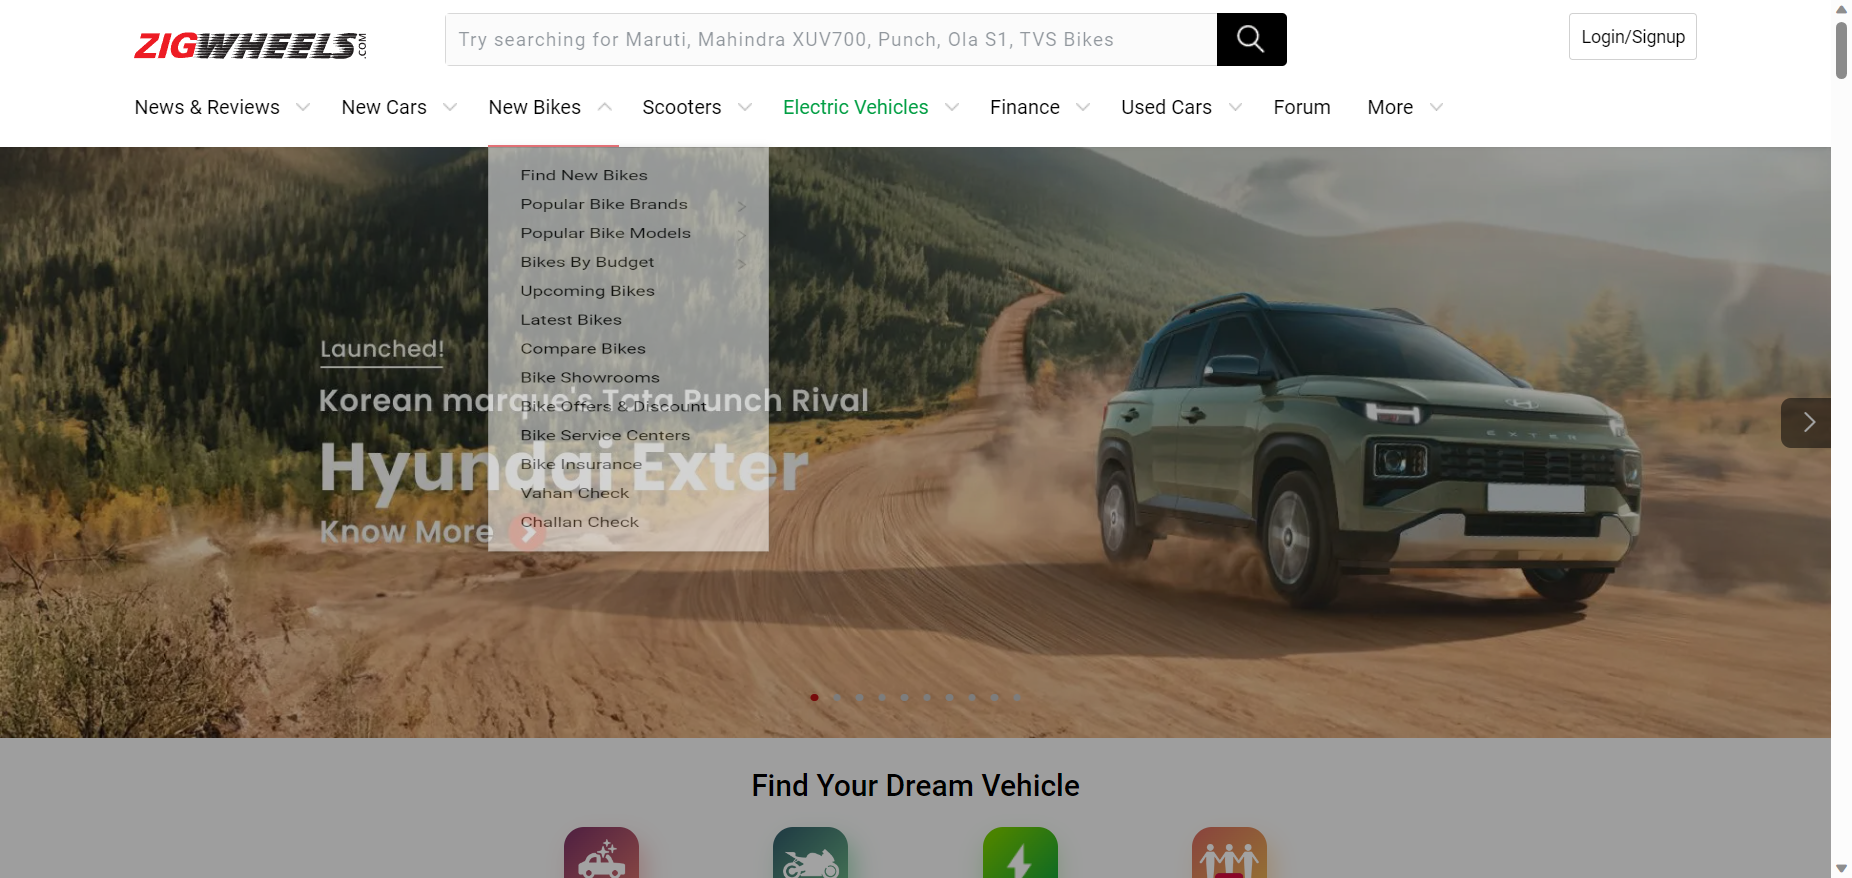 ZIGWHEELS.COM
Try searching for Maruti, Mahindra XUV700, Punch, Ola S1, TVS Bikes
Login/Signup
News & Reviews
New Cars
New Bikes
Scooters
Electric Vehicles
Finance
Used Cars
Forum
More
Find New Bikes
Popular Bike Brands
Popular Bike Models
Bikes By Budget
Upcoming Bikes
Latest Bikes
Compare Bikes
Bike Showrooms
Bike Offers & Discount
Bike Service Centers
Bike Insurance
Vahan Check
Challan Check
Launched!
Korean marque's Tata Punch Rival
Hyundai Exter
Know More
EXTER
Find Your Dream Vehicle